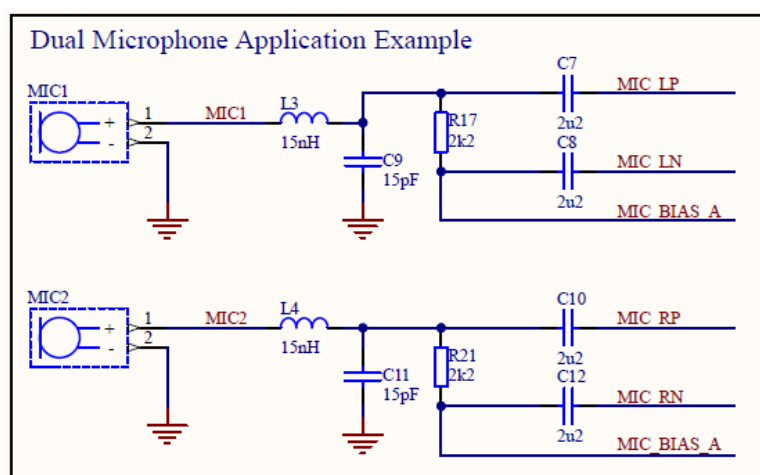 Dual Microphone Application Example
C7
MIC1
MIC_LP
L3
+ 1
MIC1
- 2
R17
2u2
15nH
2k2
C8
C9
MIC_LN
15pF
2u2
MIC_BIAS_A
MIC2
L4
C10
+ 1
MIC2
MIC_RP
- 2
15nH
R21
2u2
C11
2k2
C12
15pF
MIC_RN
2u2
MIC_BIAS_A